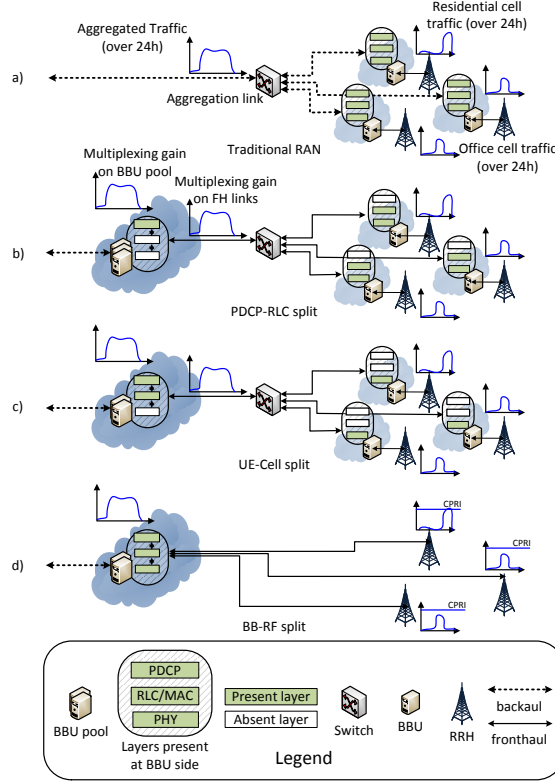 Aggregated Traffic
(over 24h)
Residential cell
traffic (over 24h)
a)
Aggregation link
Traditional RAN
Office cell traffic
(over 24h)
Multiplexing gain
on BBU pool
Multiplexing gain
on FH links
b)
PDCP-RLC split
c)
UE-Cell split
CPRI
CPRI
d)
CPRI
BB-RF split
PDCP
RLC/MAC
PHY
Present layer
Absent layer
BBU pool
Layers present
at BBU side
Switch
BBU
RRH
backaul
fronthaul
Legend